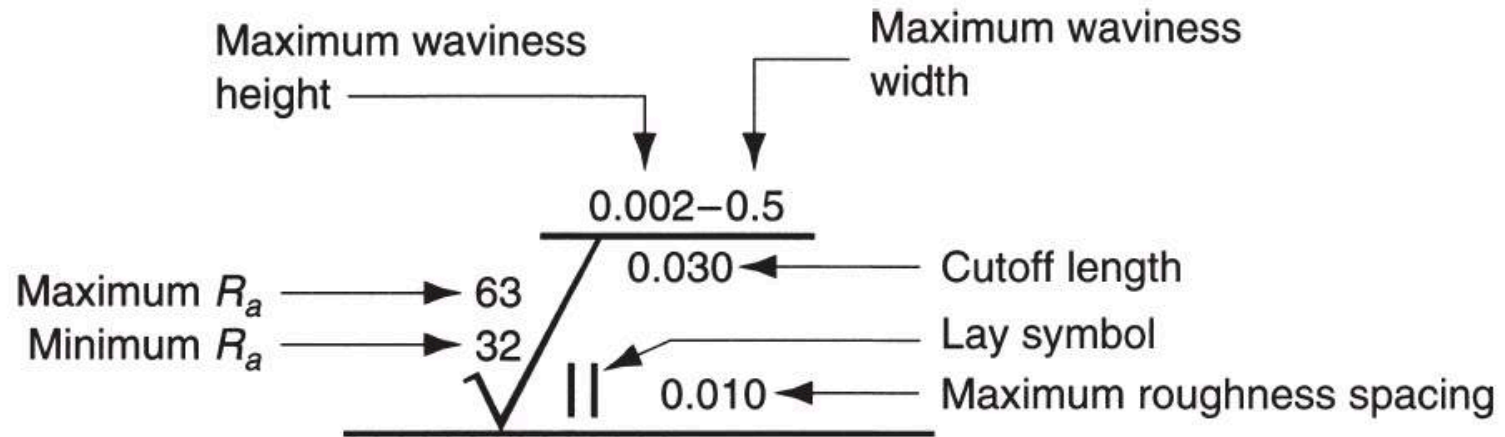 Maximum waviness
height
Maximum waviness
width
0.002–0.5
0.030
Cutoff length
Maximum Ra
63
Minimum Ra
32
Lay symbol
||
0.010
Maximum roughness spacing